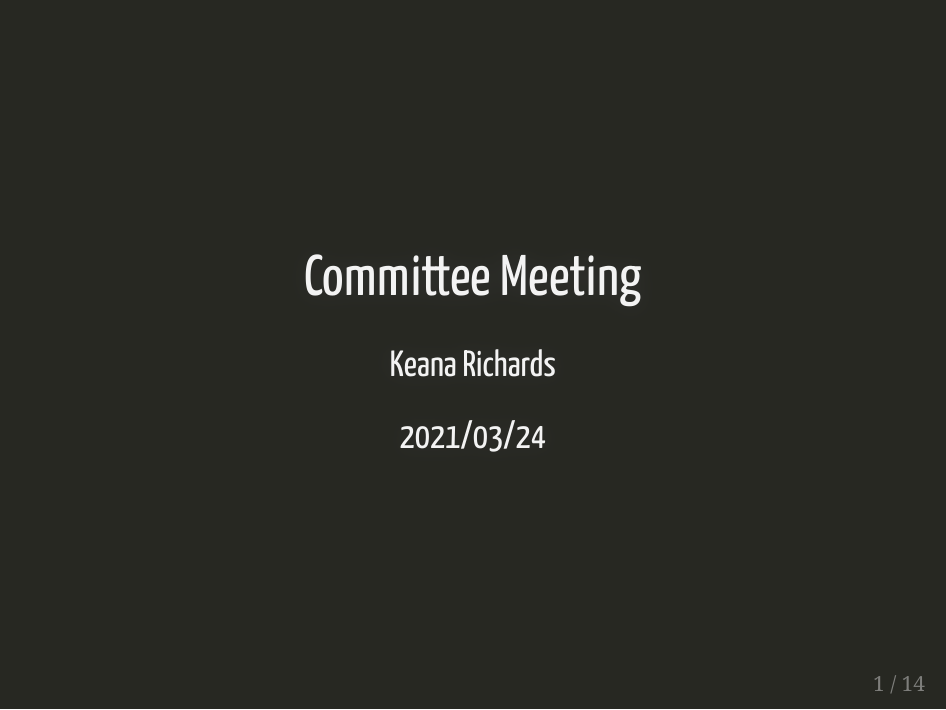 Committee Meeting
Keana Richards
2021/03/24
1 / 14